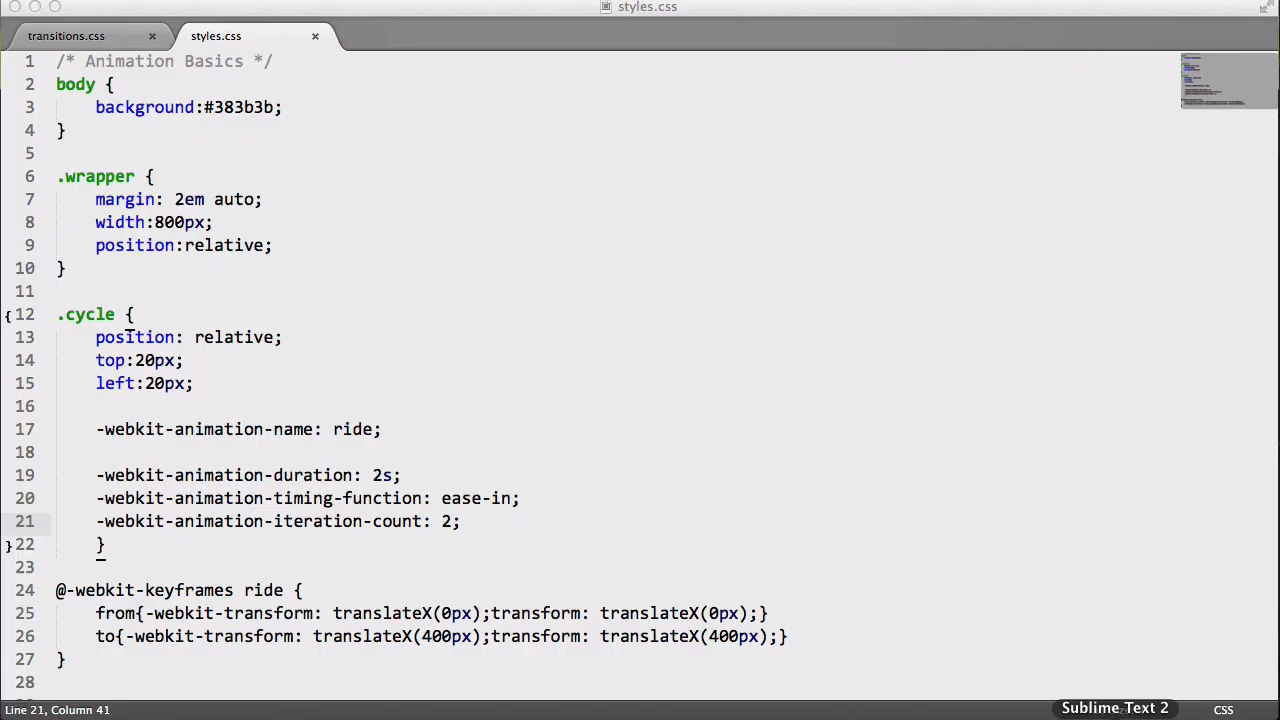 styles.css
transitions.css × styles.css ×
1 /* Animation Basics */
2 body {
3 background:#383b3b;
4 }
5
6 .wrapper {
7 margin: 2em auto;
8 width:800px;
9 position:relative;
10 }
11
{ 12 .cycle {
13 position: relative;
14 top:20px;
15 left:20px;
16
17 -webkit-animation-name: ride;
18
19 -webkit-animation-duration: 2s;
20 -webkit-animation-timing-function: ease-in;
21 -webkit-animation-iteration-count: 2;
} 22 }
23
24 @-webkit-keyframes ride {
25 from{-webkit-transform: translateX(0px);transform: translateX(0px);}
26 to{-webkit-transform: translateX(400px);transform: translateX(400px);}
27 }
28
Line 21, Column 41 Sublime Text 2 CSS